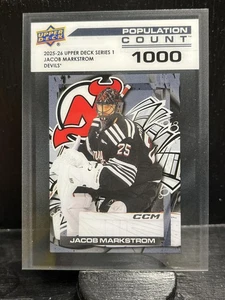 UPPER DECK
POPULATION
COUNT
1000
2025-26 UPPER DECK SERIES 1
JACOB MARKSTROM
DEVILS
25
CCM
JACOB MARKSTROM